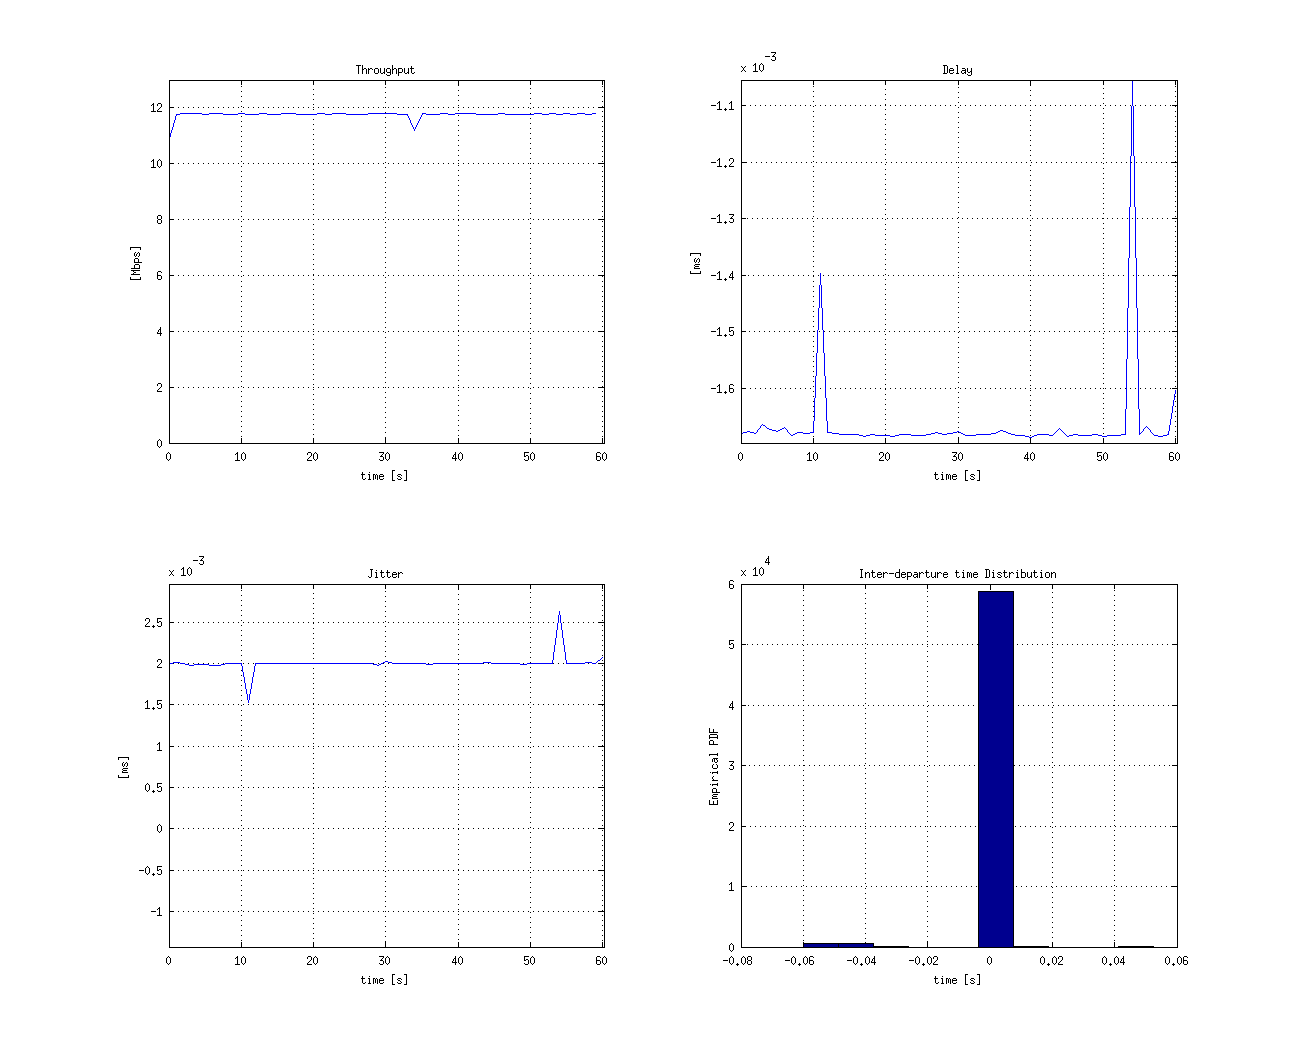 Throughput
12
10
8
6
4
2
0
[Mbps]
0 10 20 30 40 50 60
time [s]
x 10^-3
Delay
-1.1
-1.2
-1.3
-1.4
-1.5
-1.6
[ms]
0 10 20 30 40 50 60
time [s]
x 10^-3
Jitter
2.5
2
1.5
1
0.5
0
-0.5
-1
[ms]
0 10 20 30 40 50 60
time [s]
x 10^4
Inter-departure time Distribution
6
5
4
3
2
1
0
Empirical PDF
-0.08 -0.06 -0.04 -0.02 0 0.02 0.04 0.06
time [s]